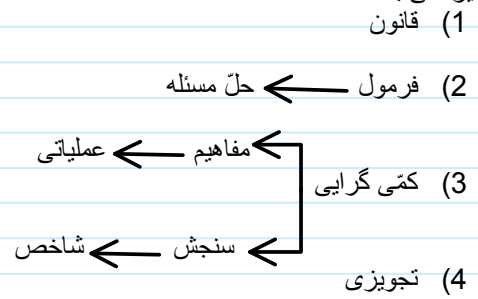 1) قانون
2) فرمول حلّ مسئله
مفاهیم عملیاتی
3) کمّی گرایی
سنجش شاخص
4) تجویزی